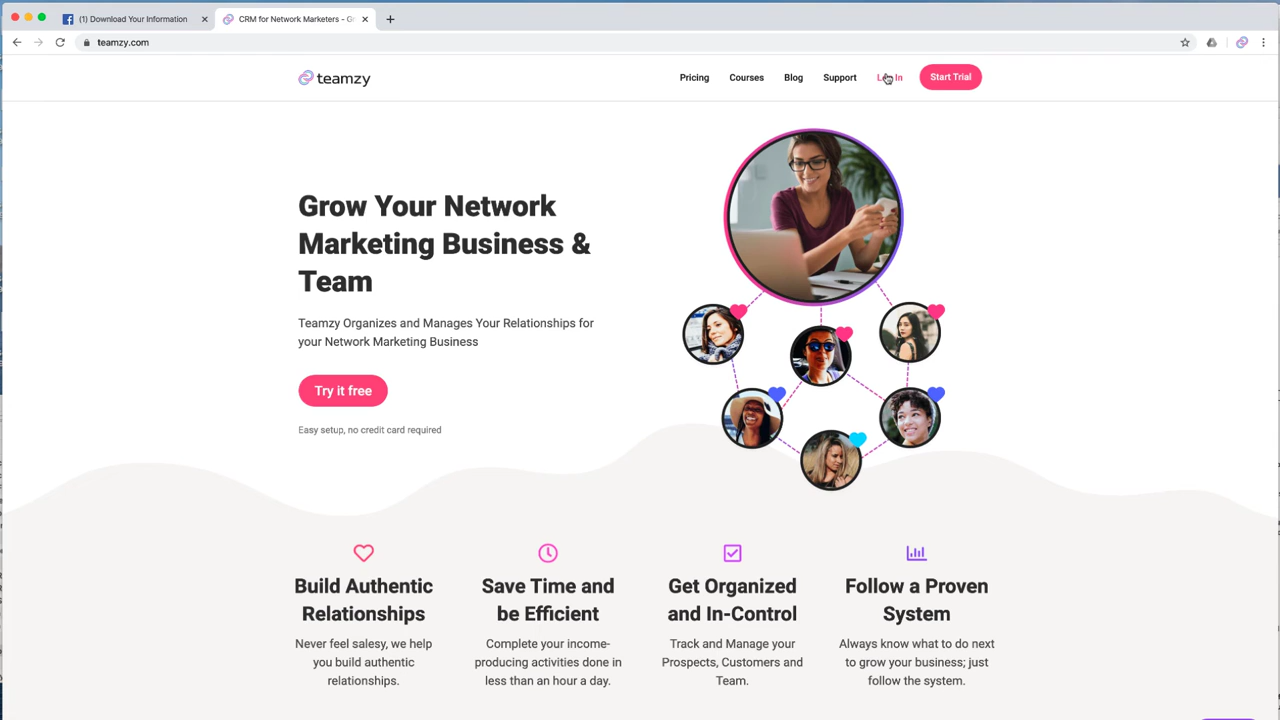 (1) Download Your Information
CRM for Network Marketers - G
teamzy.com
teamzy
Pricing Courses Blog Support Log In Start Trial
Grow Your Network
Marketing Business &
Team
Teamzy Organizes and Manages Your Relationships for
your Network Marketing Business
Try it free
Easy setup, no credit card required
Build Authentic
Relationships
Never feel salesy, we help
you build authentic
relationships.
Save Time and
be Efficient
Complete your income-
producing activities done in
less than an hour a day.
Get Organized
and In-Control
Track and Manage your
Prospects, Customers and
Team.
Follow a Proven
System
Always know what to do next
to grow your business; just
follow the system.